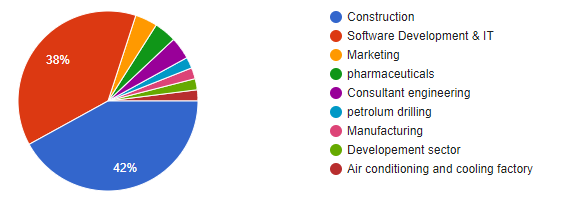 38%
42%
Construction
Software Development & IT
Marketing
pharmaceuticals
Consultant engineering
petrolum drilling
Manufacturing
Developement sector
Air conditioning and cooling factory